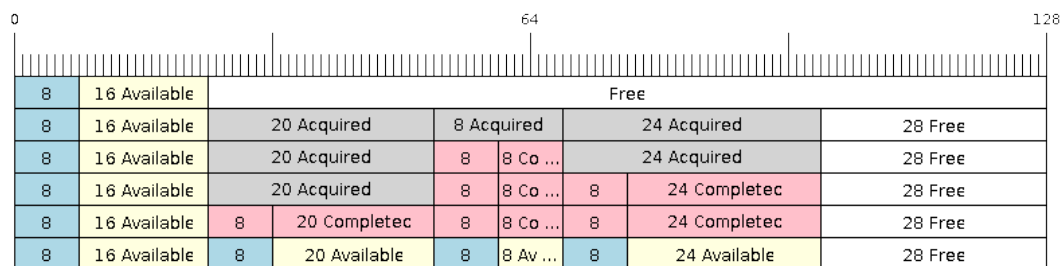 0 64 128
8 16 Available Free
8 16 Available 20 Acquired 8 Acquired 24 Acquired 28 Free
8 16 Available 20 Acquired 8 8 Co ... 24 Acquired 28 Free
8 16 Available 20 Acquired 8 8 Co ... 8 24 Completec 28 Free
8 16 Available 8 20 Completec 8 8 Co ... 8 24 Completec 28 Free
8 16 Available 8 20 Available 8 8 Av ... 8 24 Available 28 Free